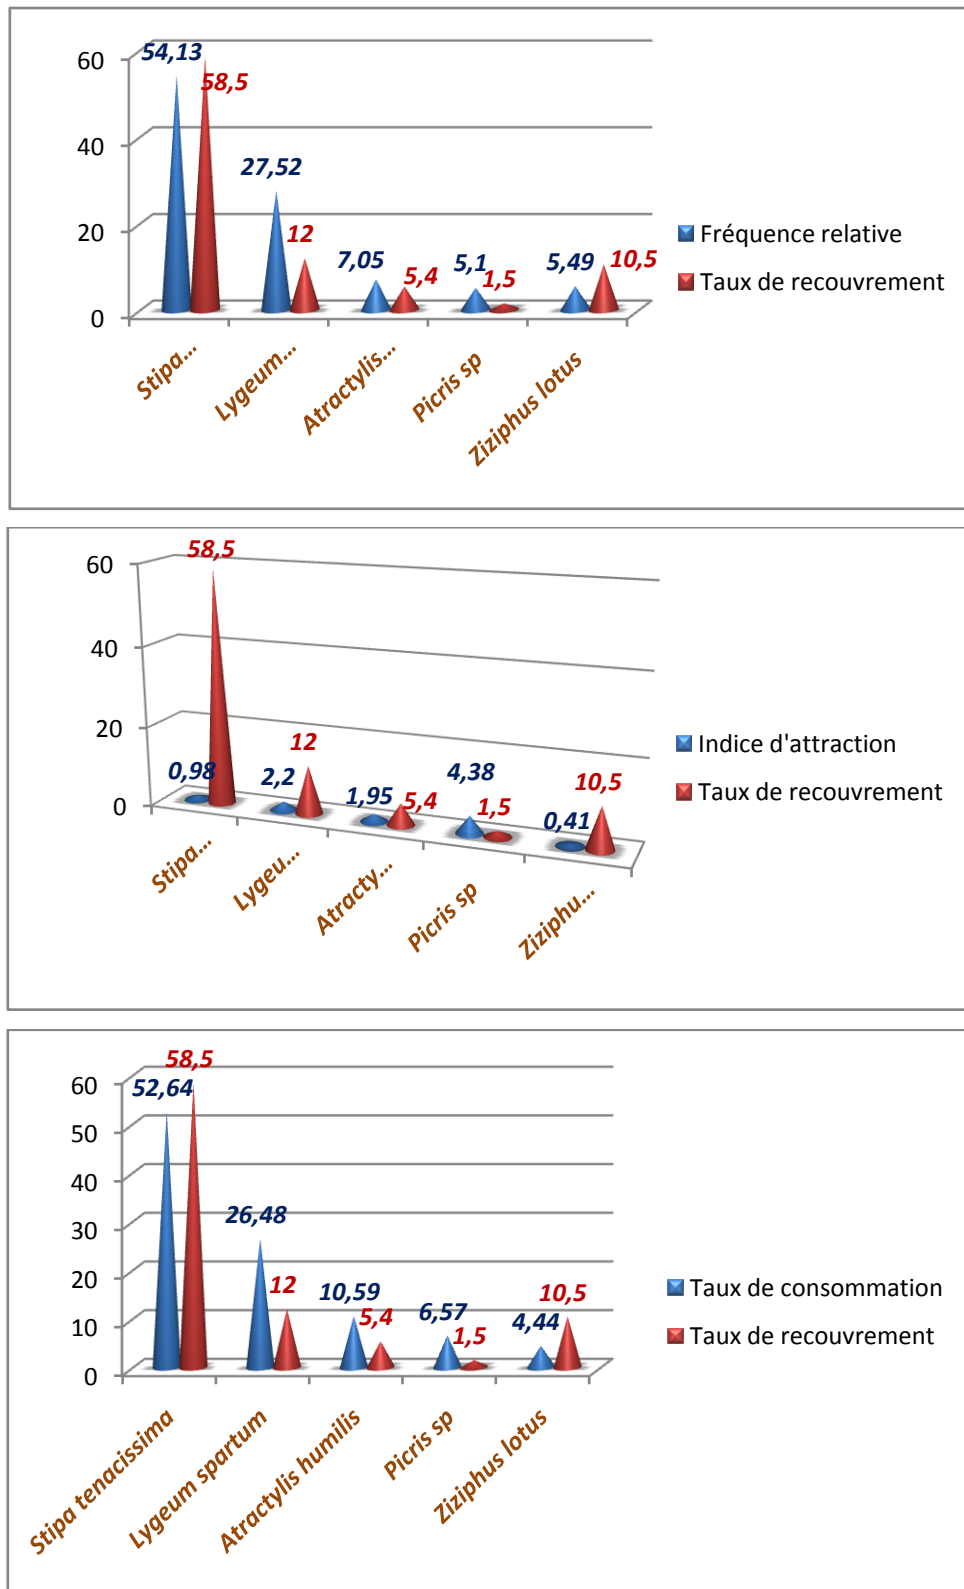 60
40
20
0
54,13
58,5
27,52
12
7,05
5,4
5,1
1,5
5,49
10,5
Stipa...
Lygeum...
Atractylis...
Picris sp
Ziziphus lotus
Fréquence relative
Taux de recouvrement
60
40
20
0
0,98
58,5
2,2
12
1,95
5,4
4,38
1,5
0,41
10,5
Stipa...
Lygeu...
Atracty...
Picris sp
Ziziphu...
Indice d'attraction
Taux de recouvrement
60
50
40
30
20
10
0
52,64
58,5
26,48
12
10,59
5,4
6,57
1,5
4,44
10,5
Stipa tenacissima
Lygeum spartum
Atractylis humilis
Picris sp
Ziziphus lotus
Taux de consommation
Taux de recouvrement